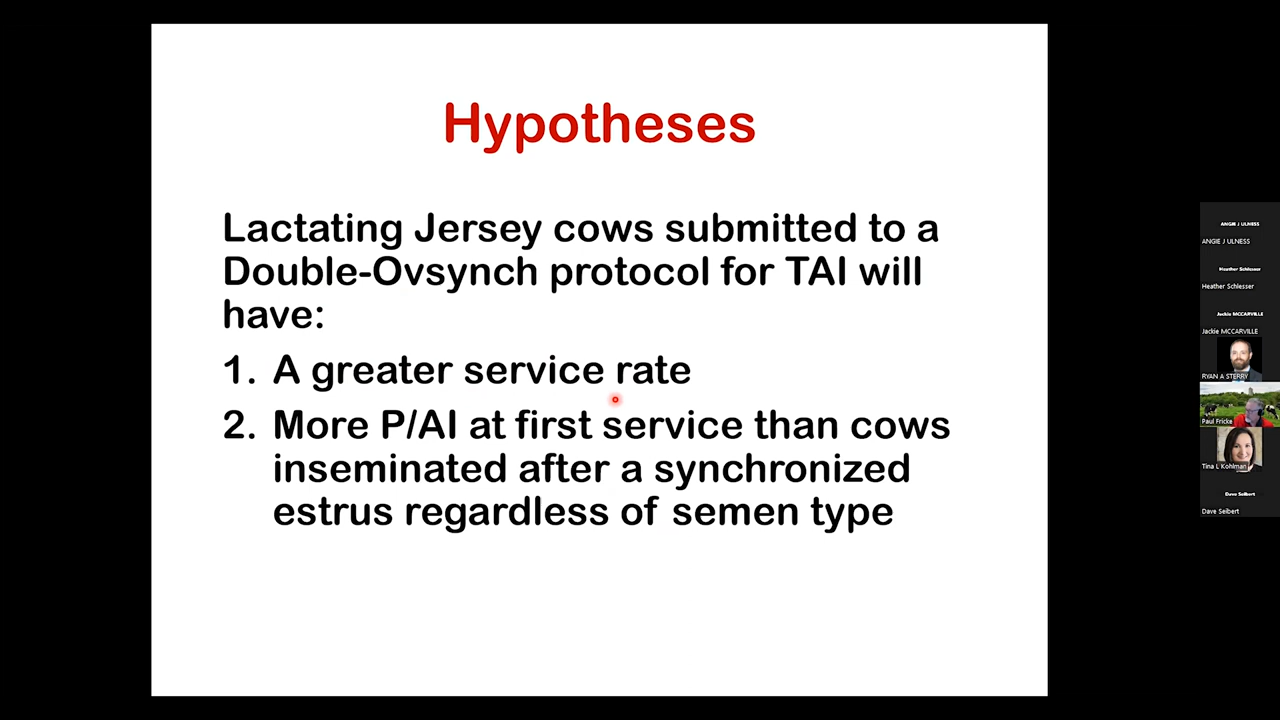 Hypotheses
Lactating Jersey cows submitted to a
Double-Ovsynch protocol for TAI will
have:
1. A greater service rate
2. More P/AI at first service than cows
inseminated after a synchronized
estrus regardless of semen type
ANGIE J ULNESS
ANGIE J ULNESS
Heather Schlesser
Heather Schlesser
Jackie MCCARVILLE
Jackie MCCARVILLE
RYAN A STERRY
Paul Fricke
Tina L Kohlman
Dave Seibert
Dave Seibert